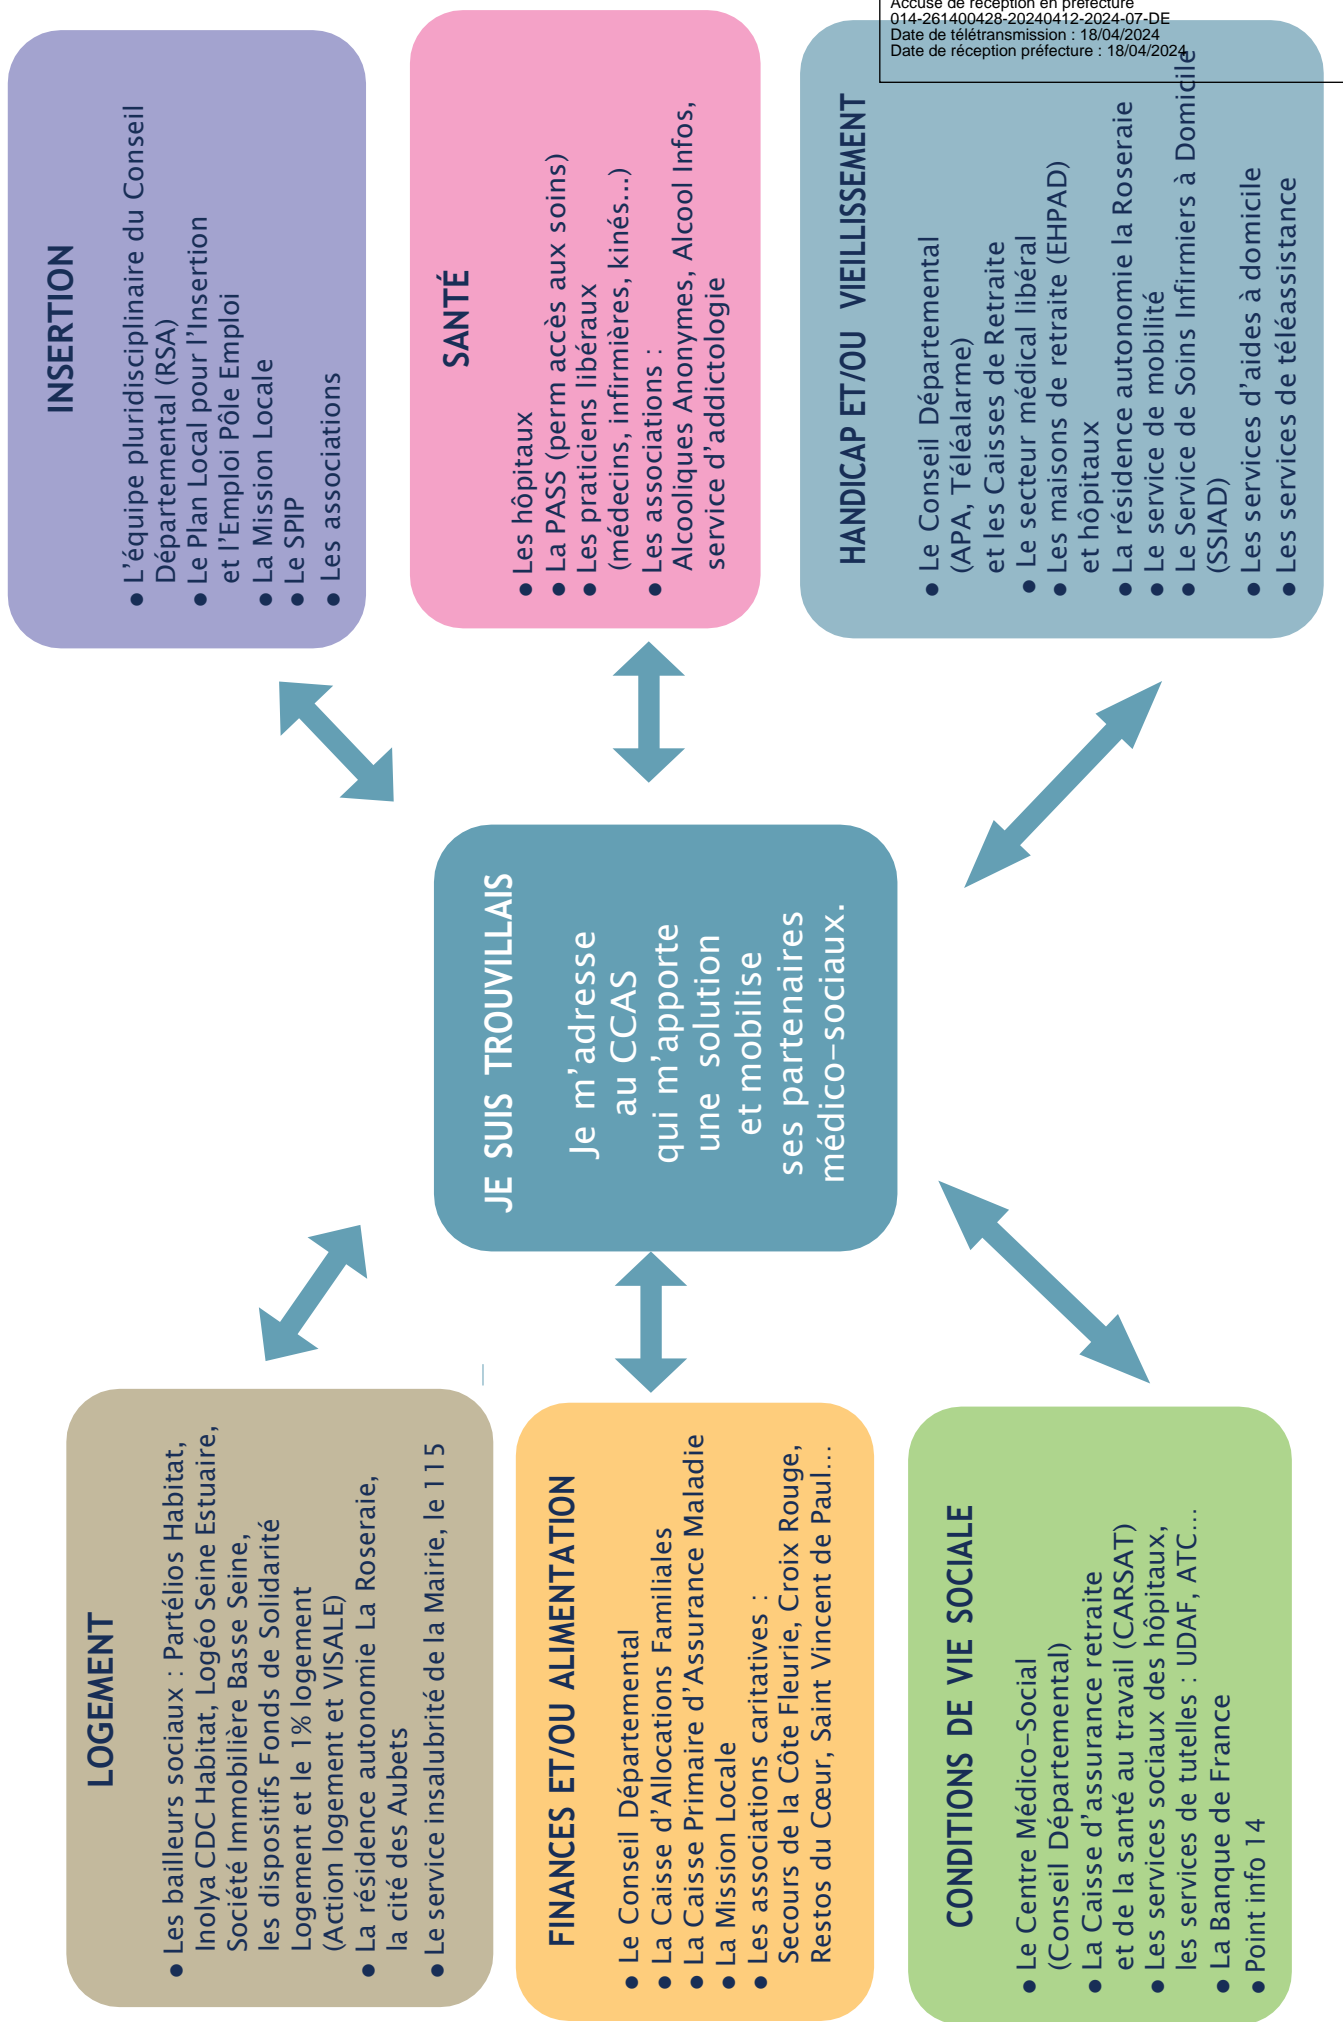 Accusé de réception en préfecture
014-261400428-20240412-2024-07-DE
Date de télétransmission : 18/04/2024
Date de réception préfecture : 18/04/2024
LOGEMENT
• Les bailleurs sociaux : Partélios Habitat,
Inolya CDC Habitat, Logéo Seine Estuaire,
Société Immobilière Basse Seine,
les dispositifs Fonds de Solidarité
Logement et le 1% logement
(Action logement et VISALE)
• La résidence autonomie La Roseraie,
la cité des Aubets
• Le service insalubrité de la Mairie, le 115
FINANCES ET/OU ALIMENTATION
• Le Conseil Départemental
• La Caisse d'Allocations Familiales
• La Caisse Primaire d'Assurance Maladie
• La Mission Locale
• Les associations caritatives :
Secours de la Côte Fleurie, Croix Rouge,
Restos du Cœur, Saint Vincent de Paul...
CONDITIONS DE VIE SOCIALE
• Le Centre Médico-Social
(Conseil Départemental)
• La Caisse d'assurance retraite
et de la santé au travail (CARSAT)
• Les services sociaux des hôpitaux,
les services de tutelles : UDAF, ATC...
• La Banque de France
• Point info 14
JE SUIS TROUVILLAIS
Je m'adresse
au CCAS
qui m'apporte
une solution
et mobilise
ses partenaires
médico-sociaux.
INSERTION
• L'équipe pluridisciplinaire du Conseil
Départemental (RSA)
• Le Plan Local pour l'Insertion
et l'Emploi Pôle Emploi
• La Mission Locale
• Le SPIP
• Les associations
SANTÉ
• Les hôpitaux
• La PASS (perm accès aux soins)
• Les praticiens libéraux
(médecins, infirmières, kinés...)
• Les associations :
Alcooliques Anonymes, Alcool Infos,
service d'addictologie
HANDICAP ET/OU VIEILLISSEMENT
• Le Conseil Départemental
(APA, Téléalarme)
et les Caisses de Retraite
• Le secteur médical libéral
• Les maisons de retraite (EHPAD)
et hôpitaux
• La résidence autonomie la Roseraie
• Le service de mobilité
• Le Service de Soins Infirmiers à Domicile
(SSIAD)
• Les services d'aides à domicile
• Les services de téléassistance